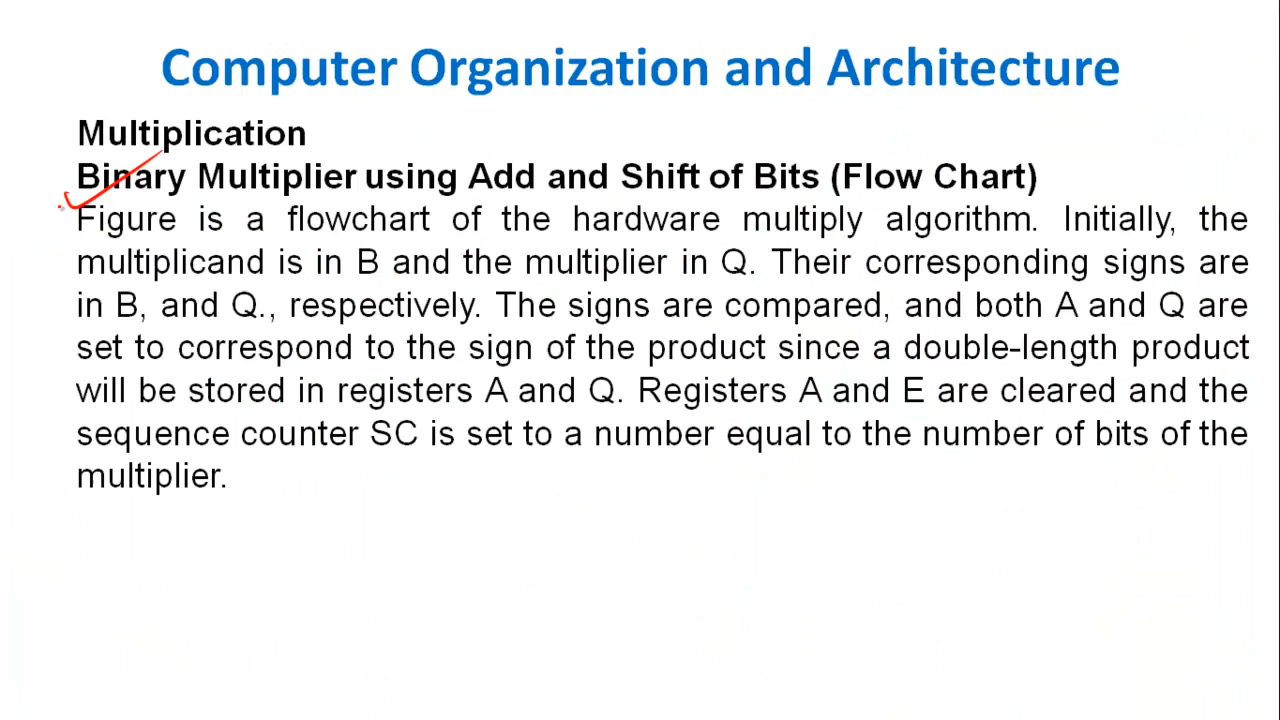 Computer Organization and Architecture
Multiplication
Binary Multiplier using Add and Shift of Bits (Flow Chart)
Figure is a flowchart of the hardware multiply algorithm. Initially, the
multiplicand is in B and the multiplier in Q. Their corresponding signs are
in B, and Q., respectively. The signs are compared, and both A and Q are
set to correspond to the sign of the product since a double-length product
will be stored in registers A and Q. Registers A and E are cleared and the
sequence counter SC is set to a number equal to the number of bits of the
multiplier.